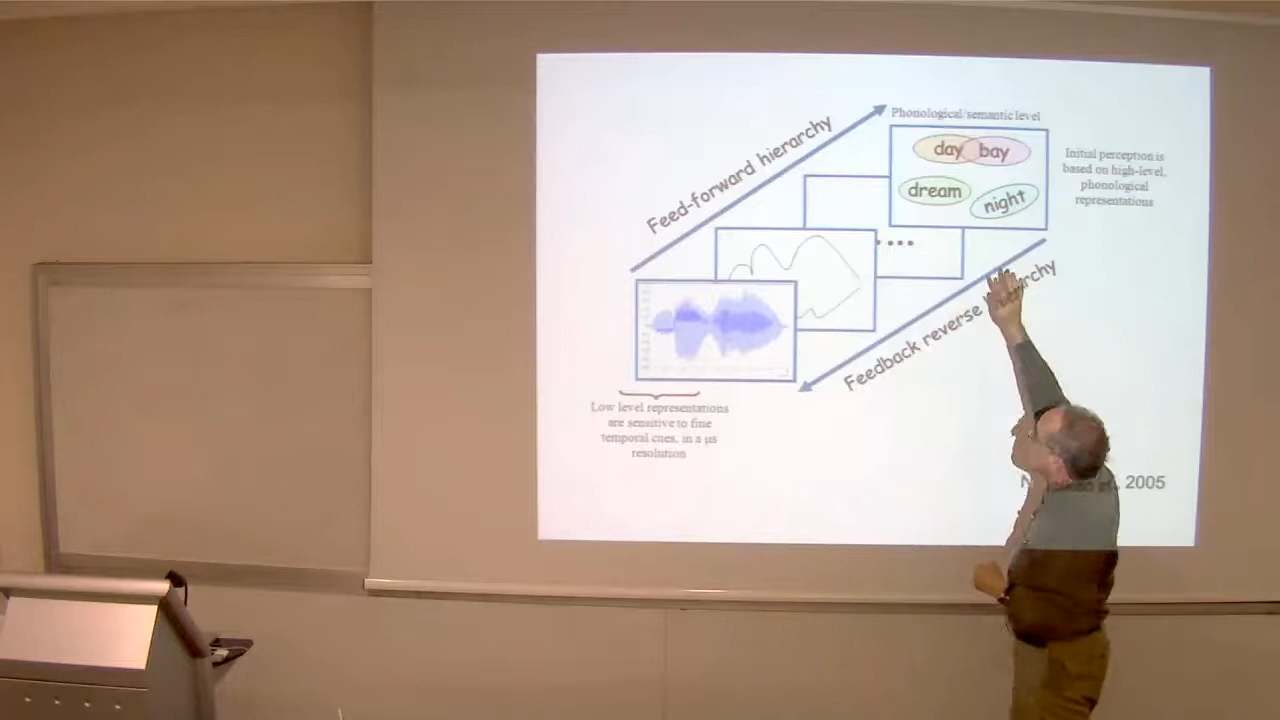 Feed-forward hierarchy
Phonological/semantic level
day bay
dream
night
Initial perception is
based on high-level,
phonological
representations
Feedback reverse
Low level representations
are sensitive to fine
temporal cues, in a µs
resolution
2005